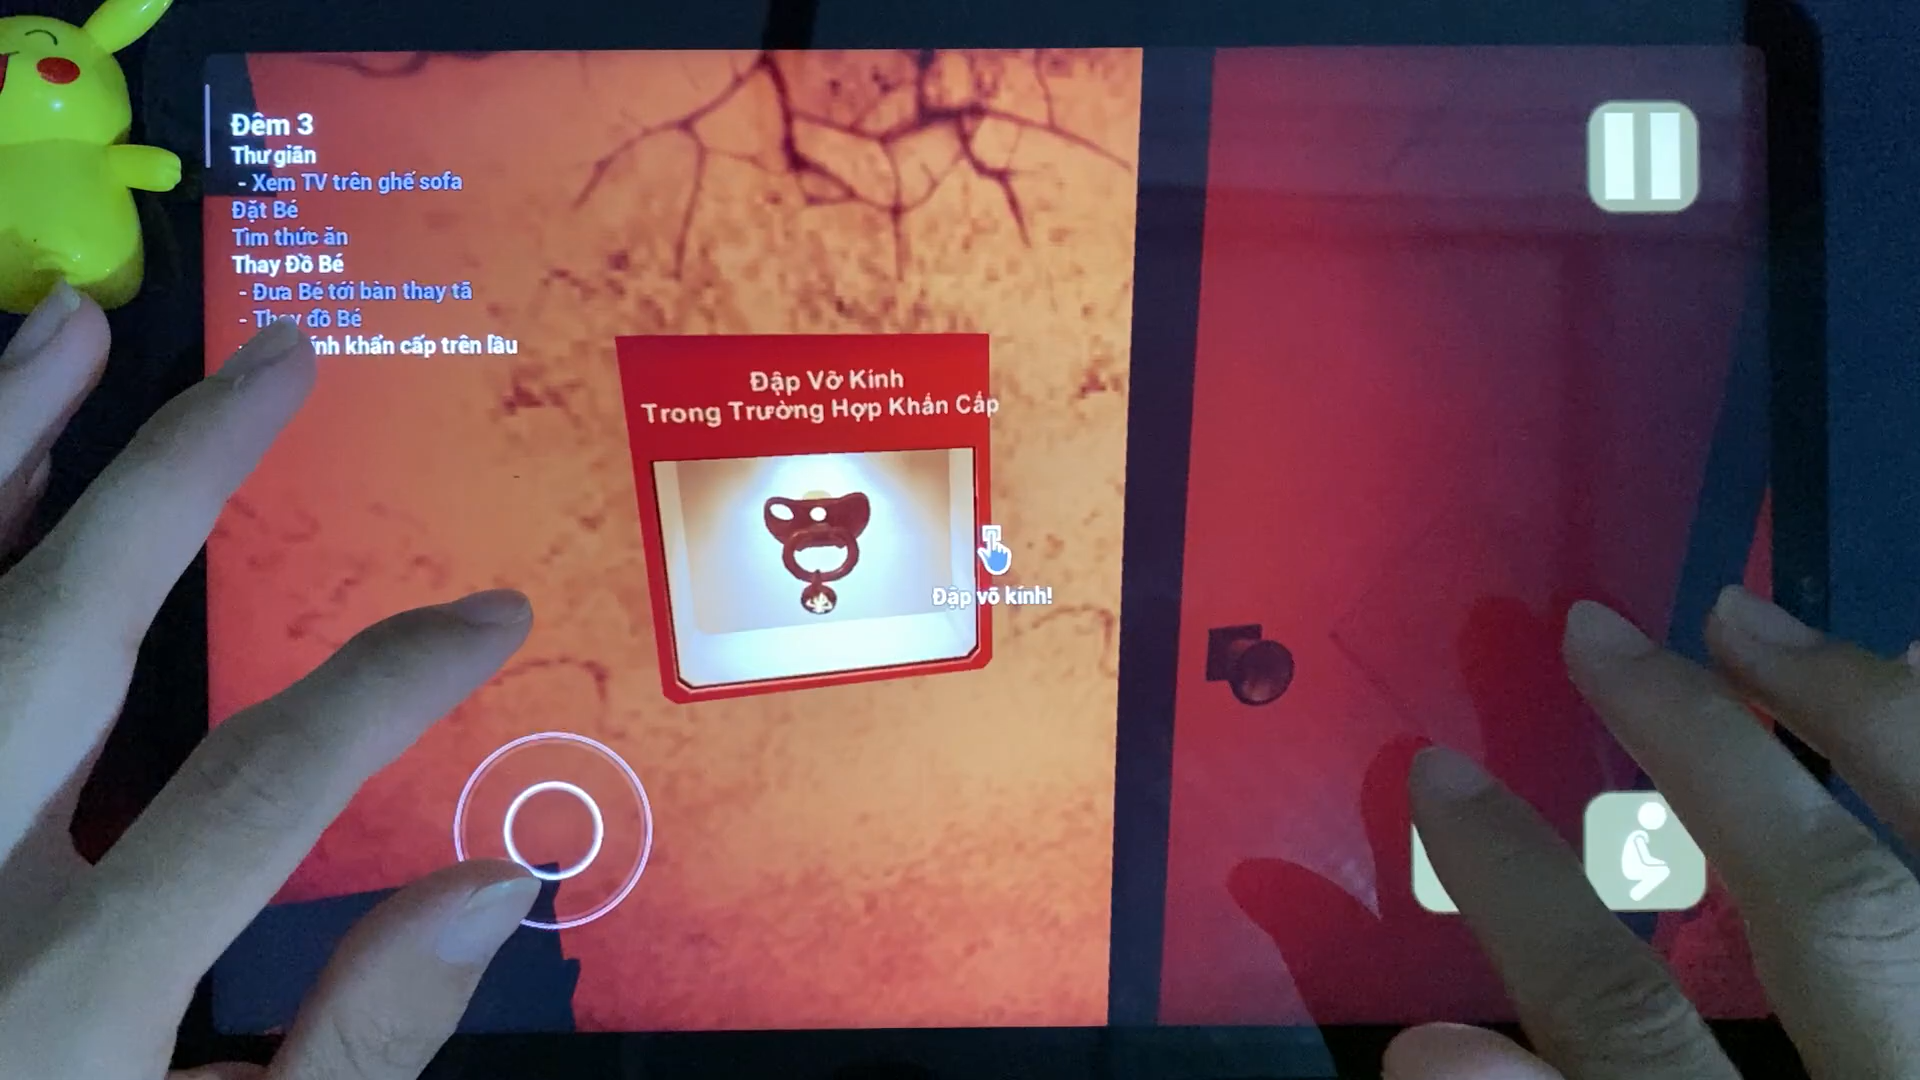 Đêm 3
Thư giãn
- Xem TV trên ghế sofa
Đặt Bé
Tìm thức ăn
Thay Đồ Bé
- Đưa Bé tới bàn thay tã
- đồ Bé
khẩn cấp trên lầu
Đập Vỡ Kính
Trong Trường Hợp Khẩn Cấp
Đập vỡ kính!